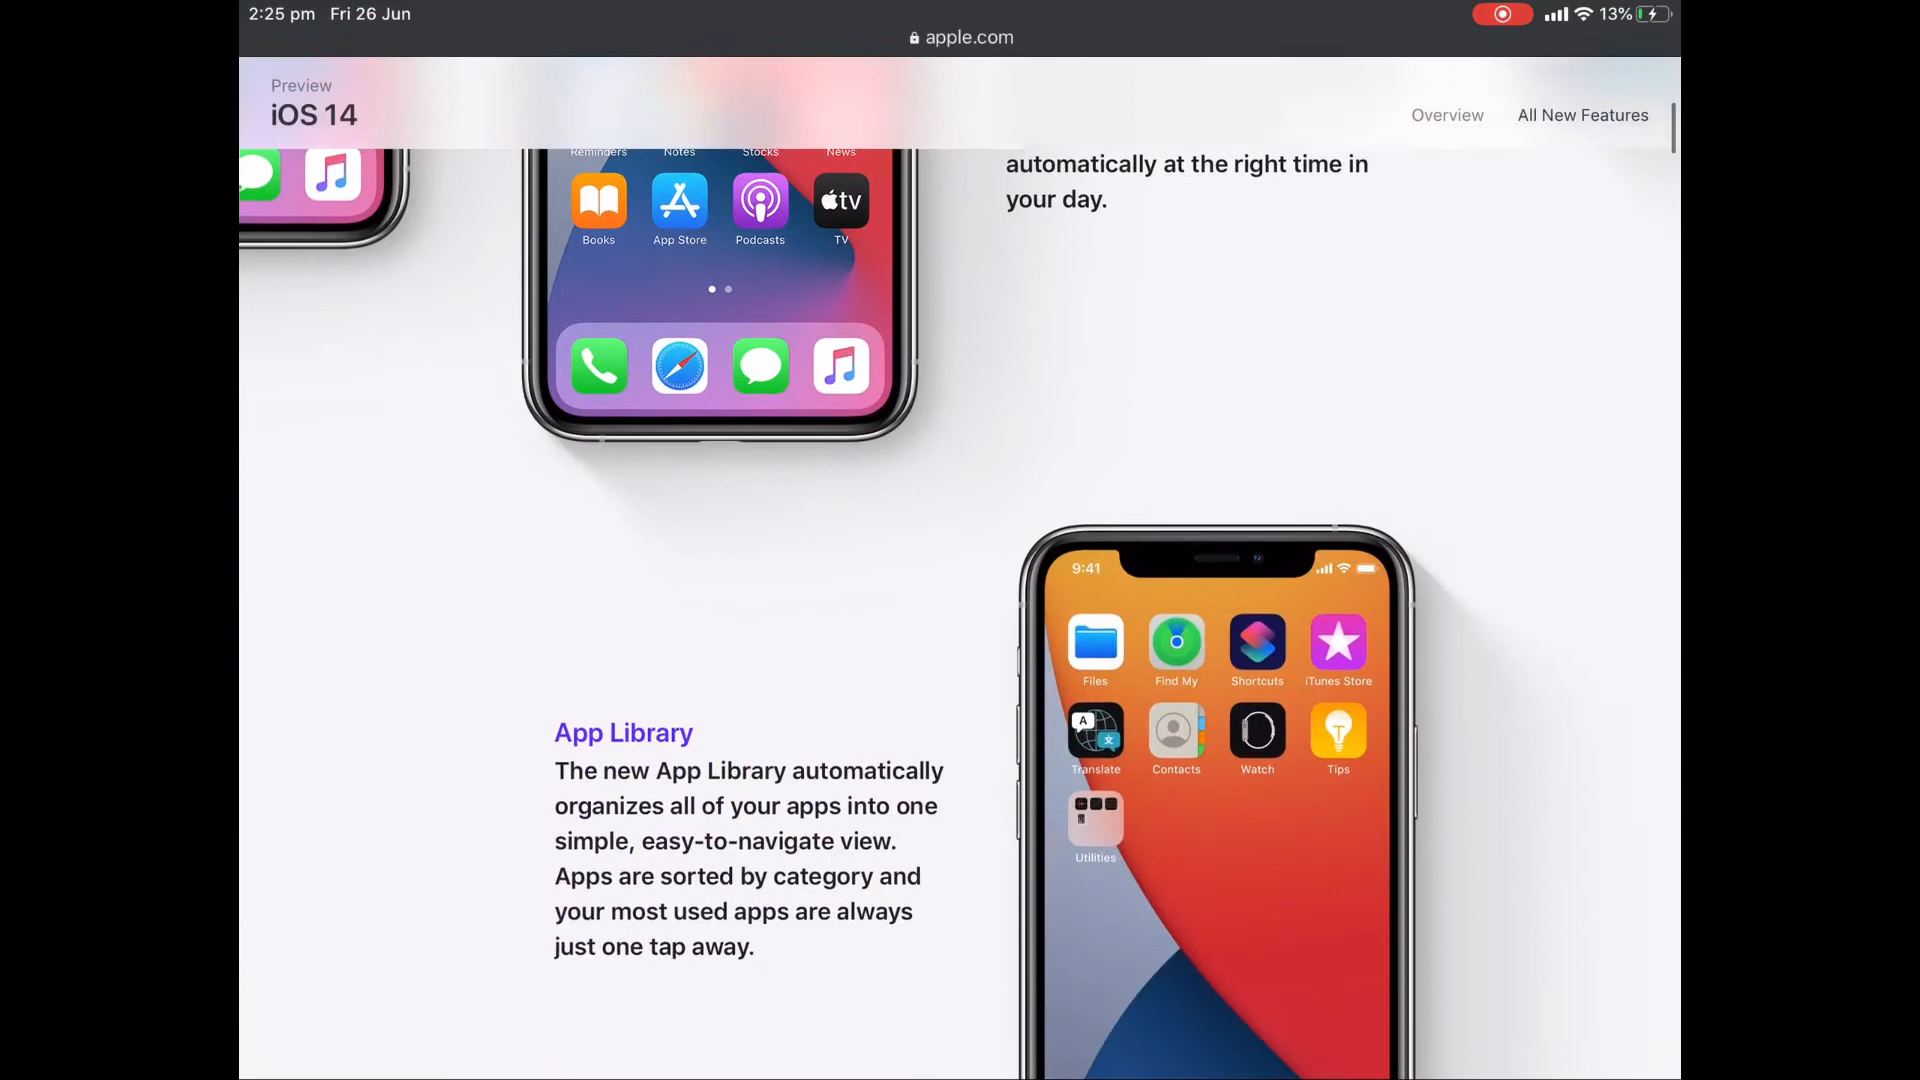 2:25 pm Fri 26 Jun
13%
apple.com
Preview
iOS 14
Overview All New Features
Reminders Notes Stocks News
automatically at the right time in
your day.
tv
Books App Store Podcasts TV
9:41
Files Find My Shortcuts iTunes Store
A
文
Translate Contacts Watch Tips
Utilities
App Library
The new App Library automatically
organizes all of your apps into one
simple, easy-to-navigate view.
Apps are sorted by category and
your most used apps are always
just one tap away.